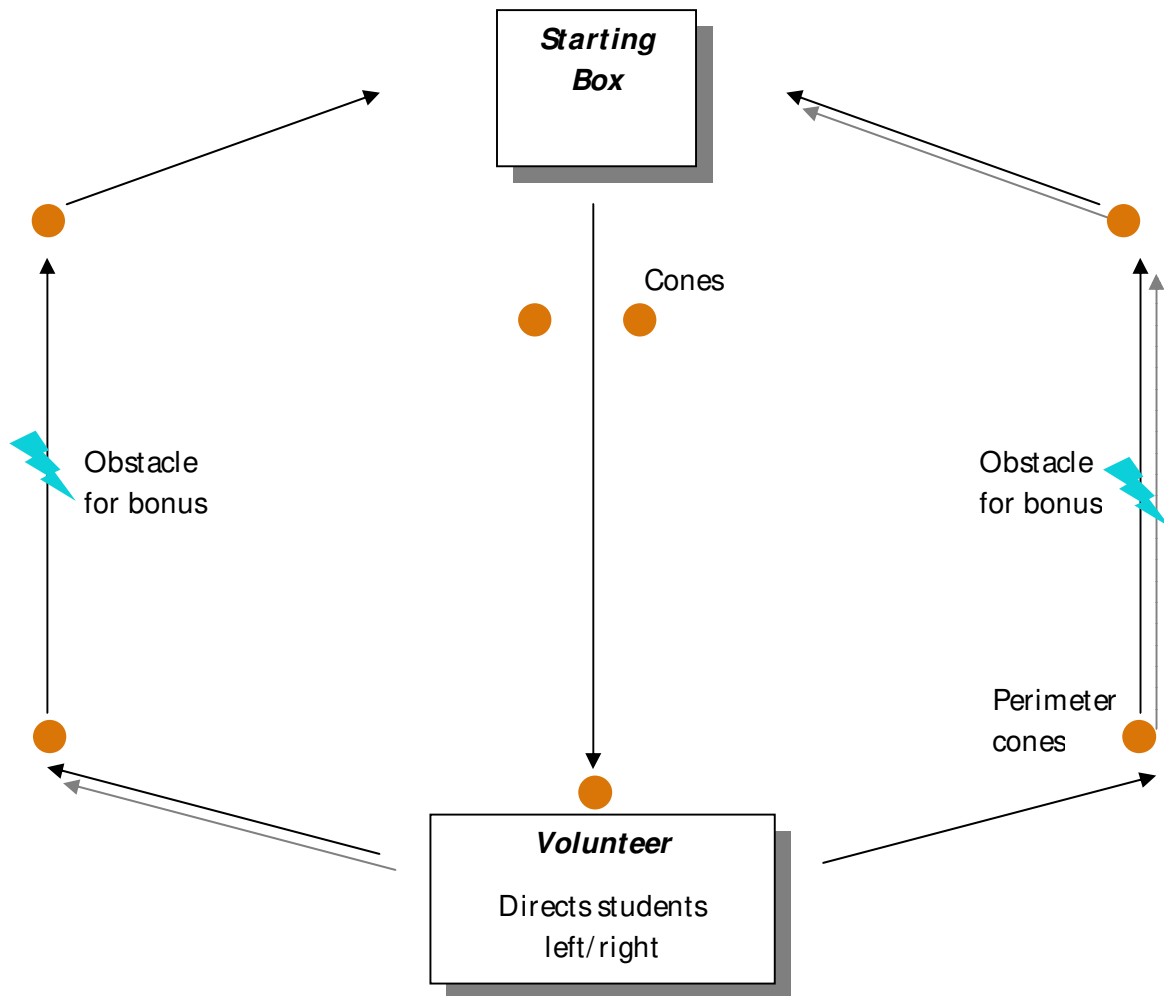 Starting
Box
Cones
Obstacle
for bonus
Obstacle
for bonus
Perimeter
cones
Volunteer
Directs students
left/right